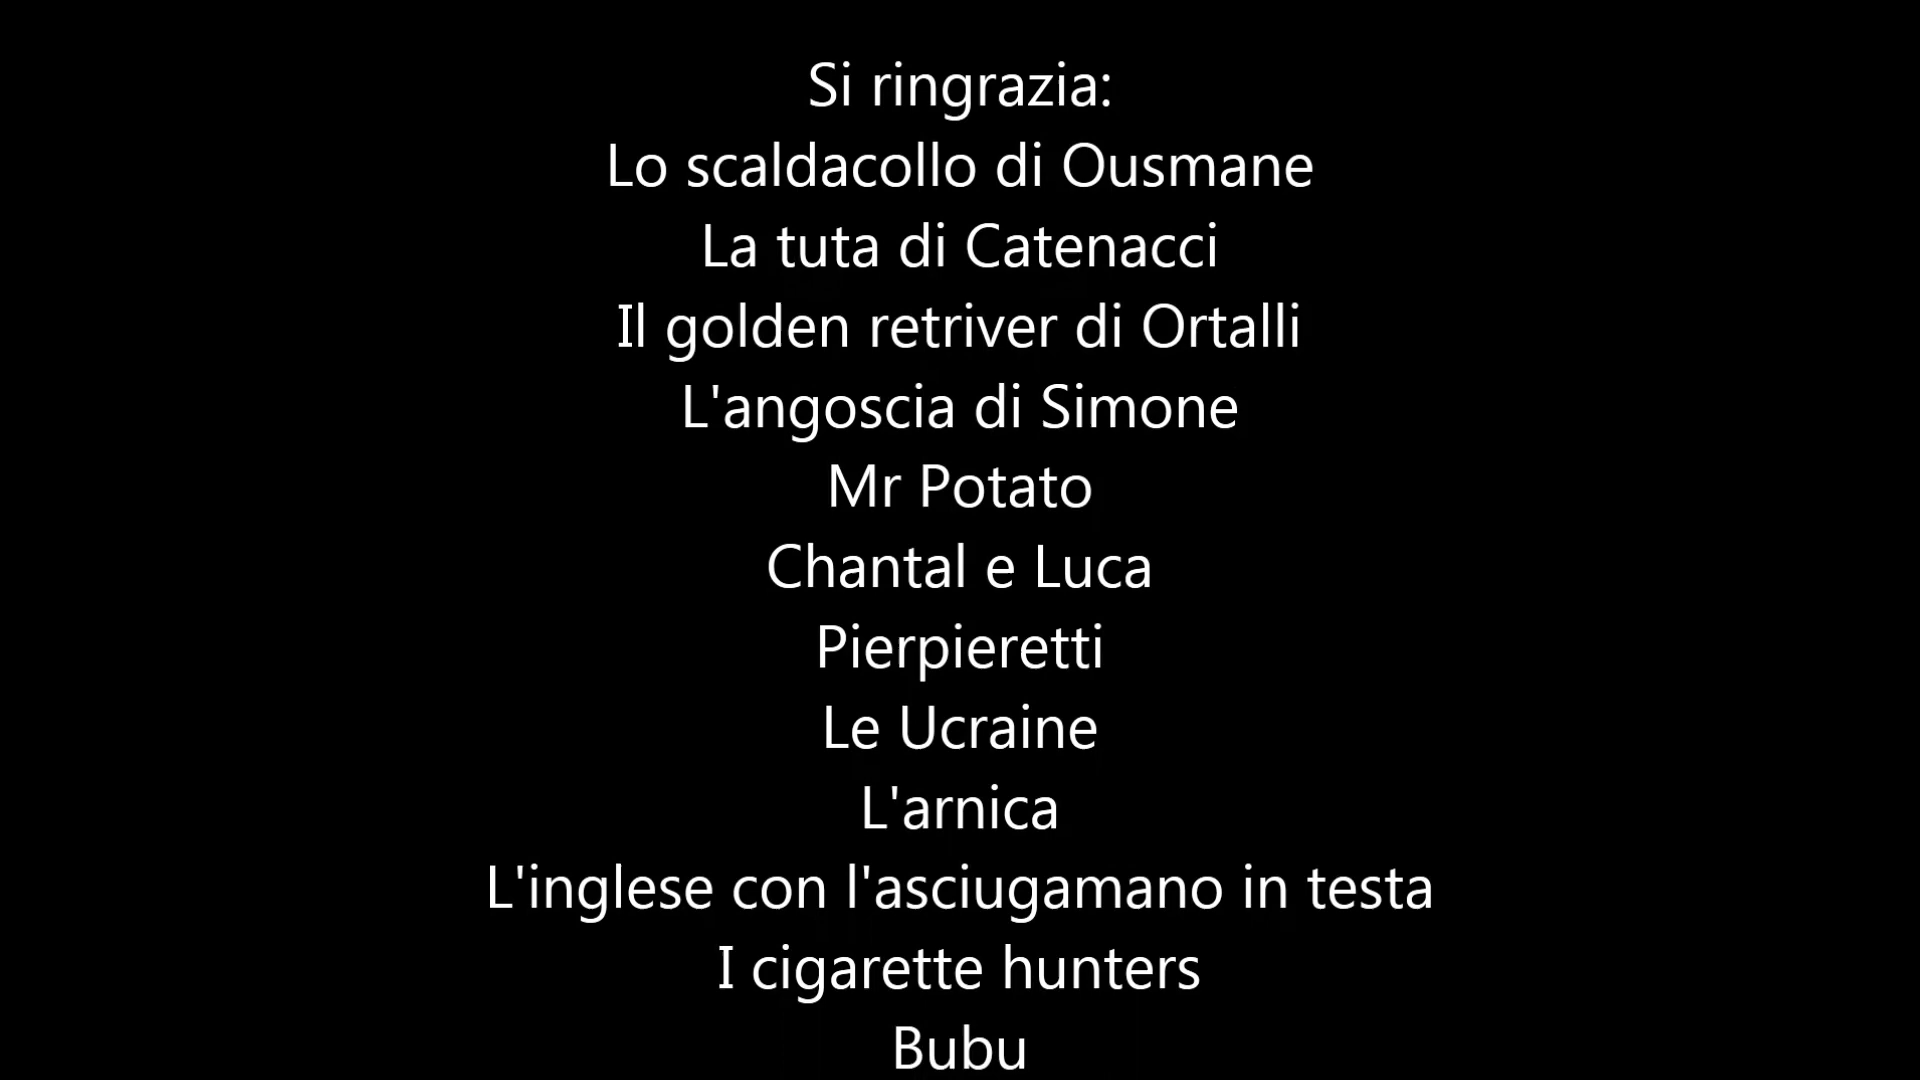 Si ringrazia:
Lo scaldacollo di Ousmane
La tuta di Catenacci
Il golden retriver di Ortalli
L'angoscia di Simone
Mr Potato
Chantal e Luca
Pierpieretti
Le Ucraine
L'arnica
L'inglese con l'asciugamano in testa
I cigarette hunters
Bubu